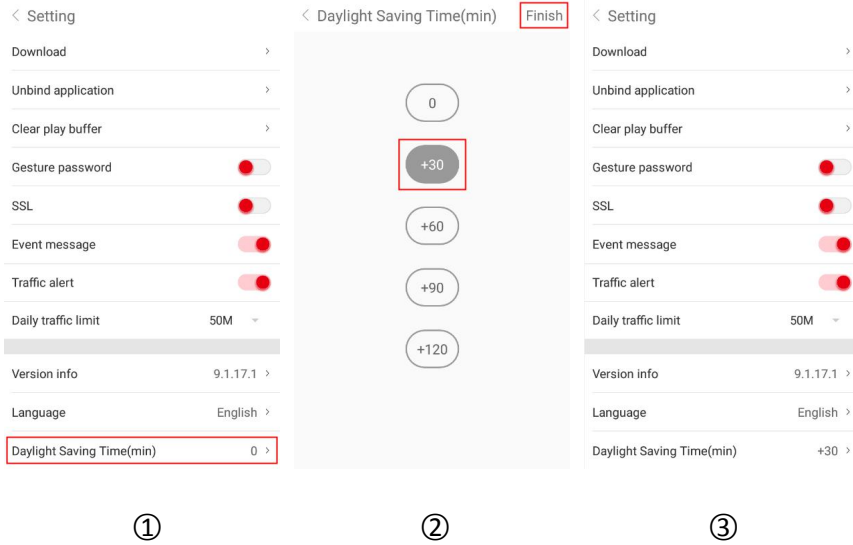 < Setting
Download >
Unbind application >
Clear play buffer >
Gesture password
SSL
Event message
Traffic alert
Daily traffic limit 50M
Version info 9.1.17.1 >
Language English >
Daylight Saving Time(min) 0 >
①
< Daylight Saving Time(min) Finish
0
+30
+60
+90
+120
②
< Setting
Download >
Unbind application >
Clear play buffer >
Gesture password
SSL
Event message
Traffic alert
Daily traffic limit 50M
Version info 9.1.17.1 >
Language English >
Daylight Saving Time(min) +30 >
③